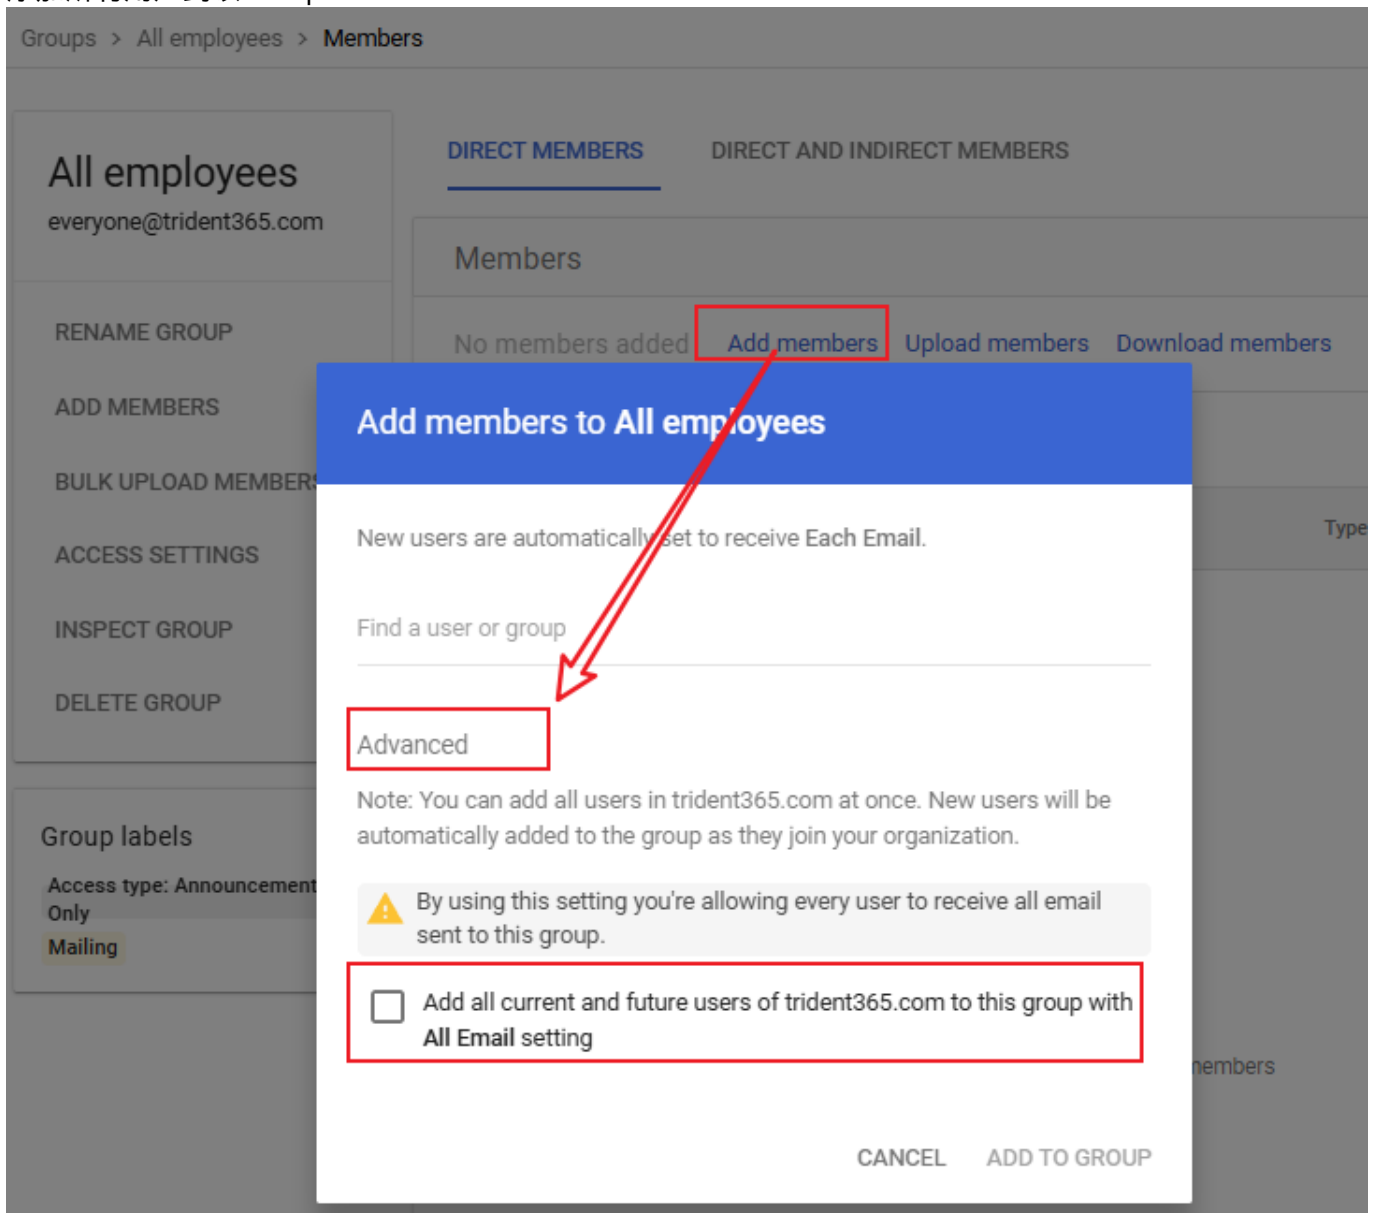 Groups > All employees > Members
All employees
everyone@trident365.com
RENAME GROUP
ADD MEMBERS
BULK UPLOAD MEMBERS
ACCESS SETTINGS
INSPECT GROUP
DELETE GROUP
Group labels
Access type: Announcement
Only
Mailing
DIRECT MEMBERS DIRECT AND INDIRECT MEMBERS
Members
No members added Add members Upload members Download members
Type
members
Add members to All employees
New users are automatically set to receive Each Email.
Find a user or group
Advanced
Note: You can add all users in trident365.com at once. New users will be
automatically added to the group as they join your organization.
By using this setting you're allowing every user to receive all email
sent to this group.
Add all current and future users of trident365.com to this group with
All Email setting
CANCEL ADD TO GROUP